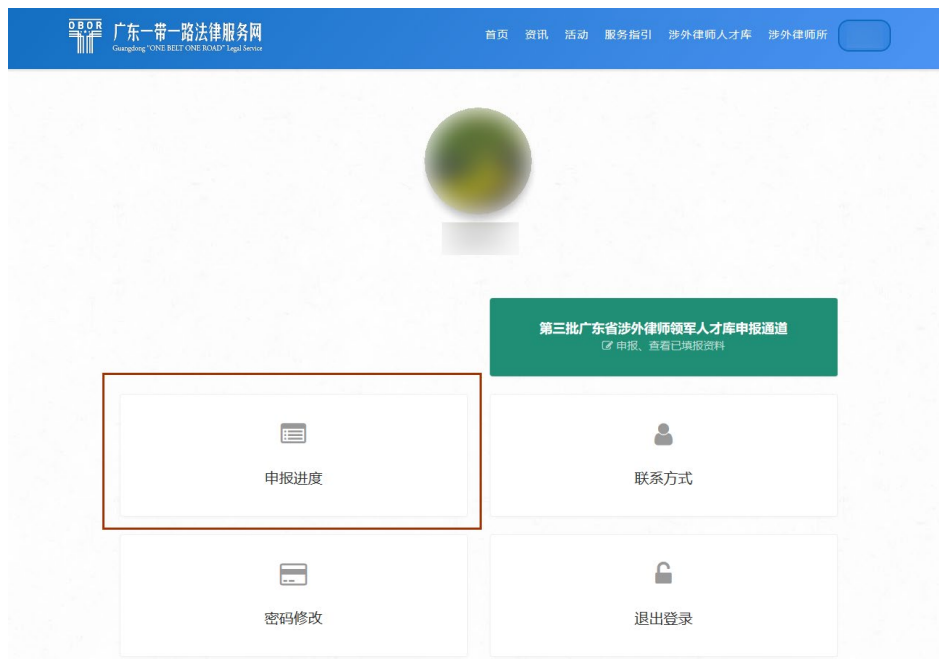 OBOR
广东一带一路法律服务网
Guangdong "ONE BELT ONE ROAD" Legal Service
首页 资讯 活动 服务指引 涉外律师人才库 涉外律师所
第三批广东省涉外律师领军人才库申报通道
申报、查看已填报资料
申报进度
联系方式
密码修改
退出登录